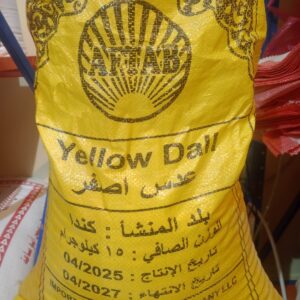 AFTAB
Yellow Dall
عدس اصفر
بلد المنشأ : كندا
الوزن الصافي : ١٥ كيلوجرام
تاريخ الإنتاج : 04/2025
تاريخ الانتهاء : 04/2027